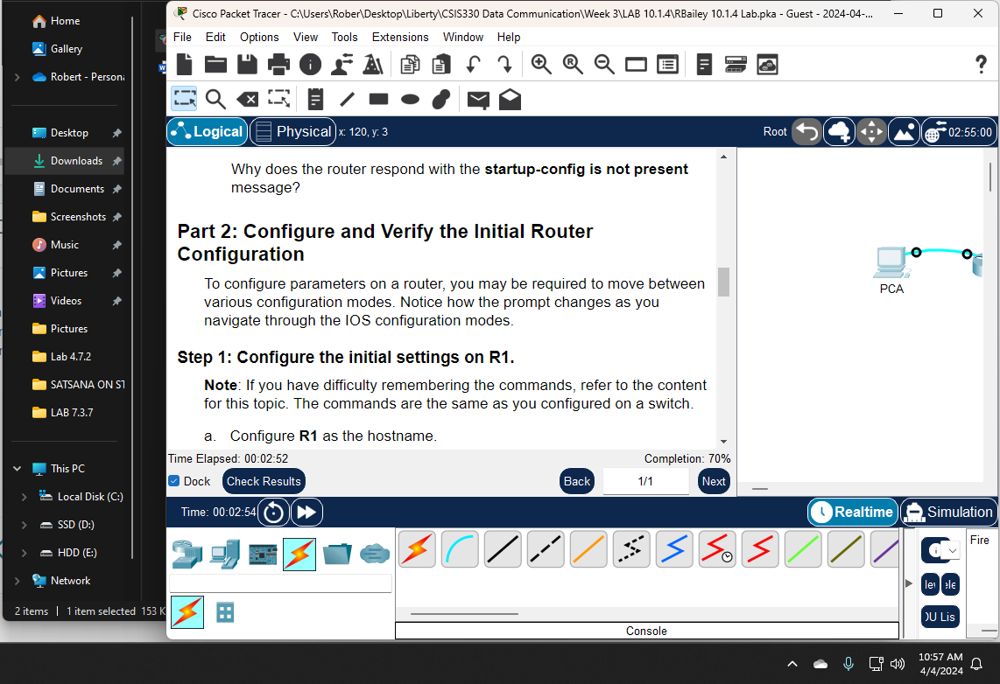 Home
Gallery
Robert - Persona
Desktop
Downloads
Documents
Screenshots
Music
Pictures
Videos
Pictures
Lab 4.7.2
SATSANA ON ST
LAB 7.3.7
This PC
Local Disk (C:)
SSD (D:)
HDD (E:)
Network
2 items | 1 item selected 153 K
Cisco Packet Tracer - C:\Users\Rober\Desktop\Liberty\CSIS330 Data Communication\Week 3\LAB 10.1.4\RBailey 10.1.4 Lab.pka - Guest - 2024-04-...
File Edit Options View Tools Extensions Window Help
Logical Physical x: 120, y: 3 Root 02:55:00
Why does the router respond with the startup-config is not present
message?
Part 2: Configure and Verify the Initial Router
Configuration
To configure parameters on a router, you may be required to move between
various configuration modes. Notice how the prompt changes as you
navigate through the IOS configuration modes.
Step 1: Configure the initial settings on R1.
Note: If you have difficulty remembering the commands, refer to the content
for this topic. The commands are the same as you configured on a switch.
a. Configure R1 as the hostname.
PCA
Time Elapsed: 00:02:52 Completion: 70%
Dock Check Results Back 1/1 Next
Time: 00:02:54 Realtime Simulation
Fire
Console
10:57 AM
4/4/2024